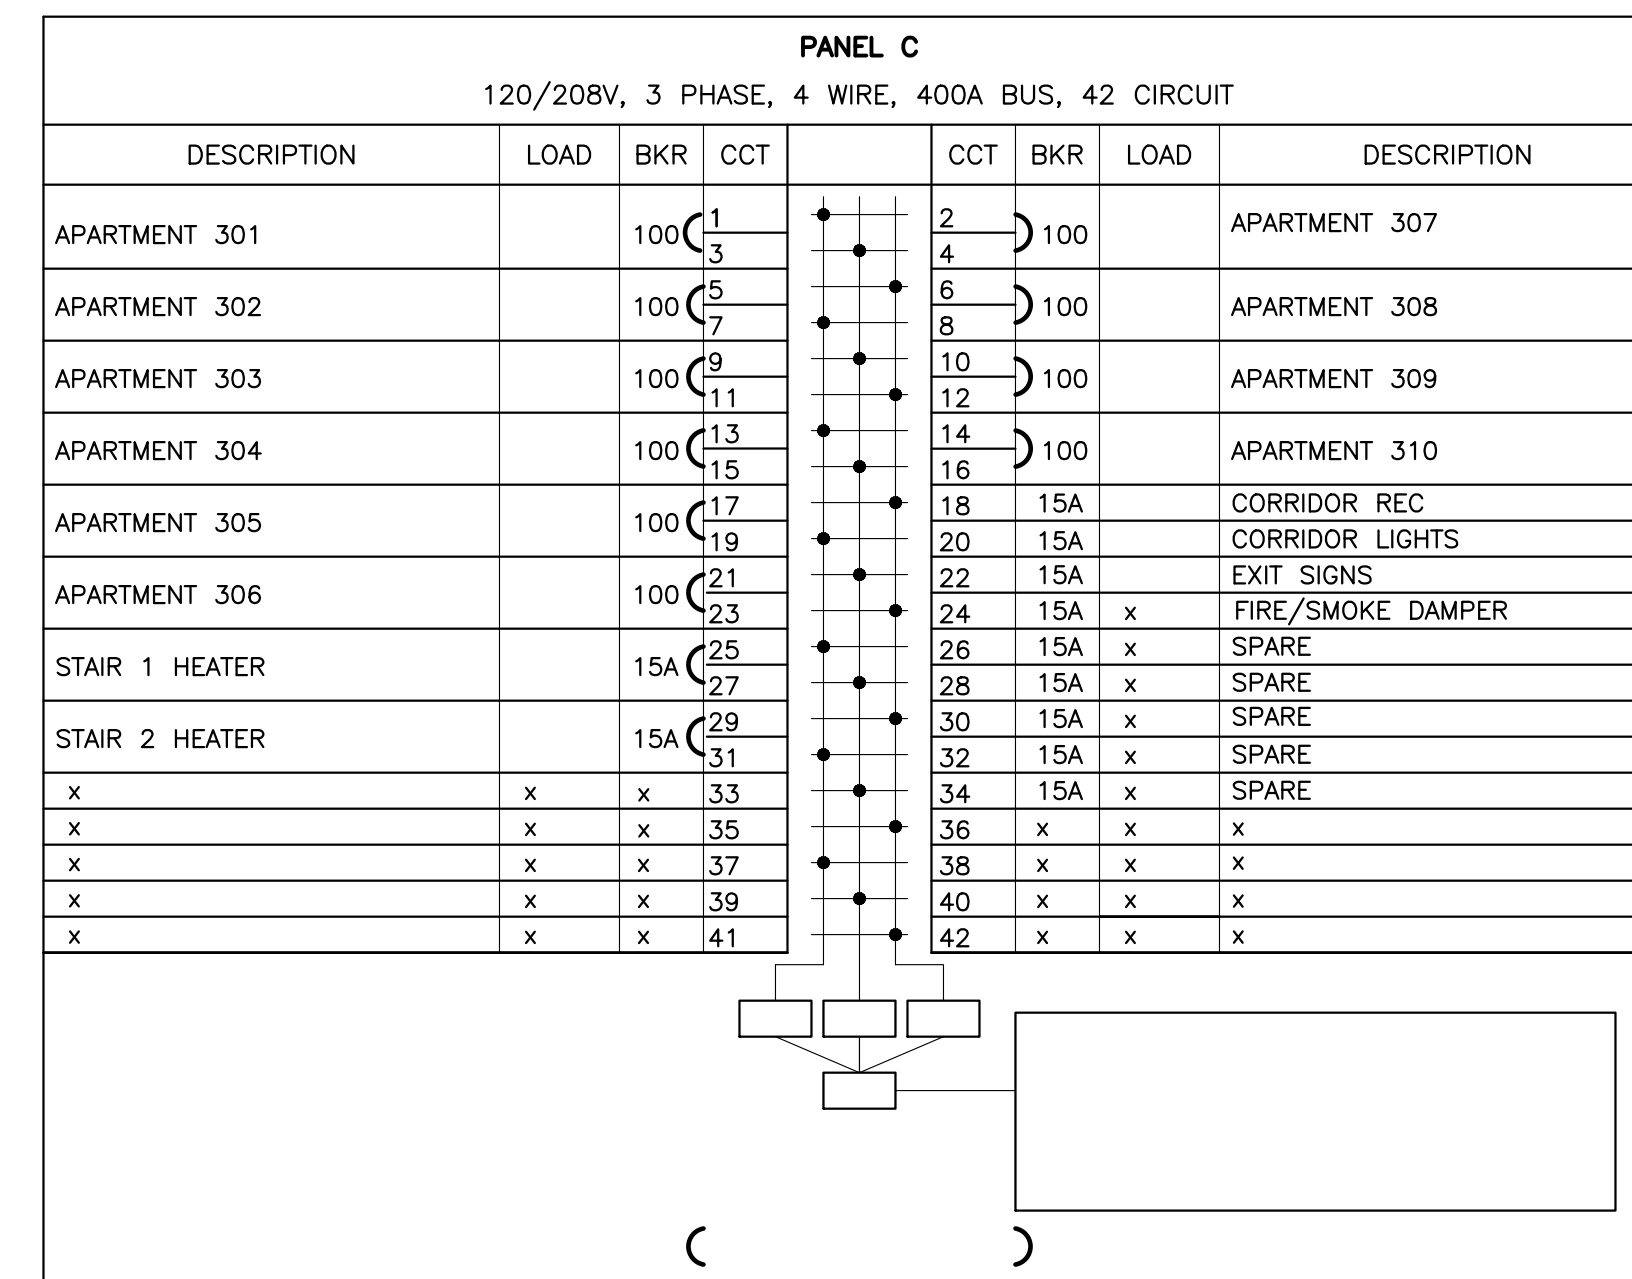 PANEL C
120/208V, 3 PHASE, 4 WIRE, 400A BUS, 42 CIRCUIT
DESCRIPTION LOAD BKR CCT CCT BKR LOAD DESCRIPTION
APARTMENT 301 100 1 2 100 APARTMENT 307
3 4
APARTMENT 302 100 5 6 100 APARTMENT 308
7 8
APARTMENT 303 100 9 10 100 APARTMENT 309
11 12
APARTMENT 304 100 13 14 100 APARTMENT 310
15 16
APARTMENT 305 100 17 18 15A CORRIDOR REC
19 20 15A CORRIDOR LIGHTS
APARTMENT 306 100 21 22 15A EXIT SIGNS
23 24 15A x FIRE/SMOKE DAMPER
STAIR 1 HEATER 15A 25 26 15A x SPARE
27 28 15A x SPARE
STAIR 2 HEATER 15A 29 30 15A x SPARE
31 32 15A x SPARE
x x x 33 34 15A x SPARE
x x x 35 36 x x x
x x x 37 38 x x x
x x x 39 40 x x x
x x x 41 42 x x x